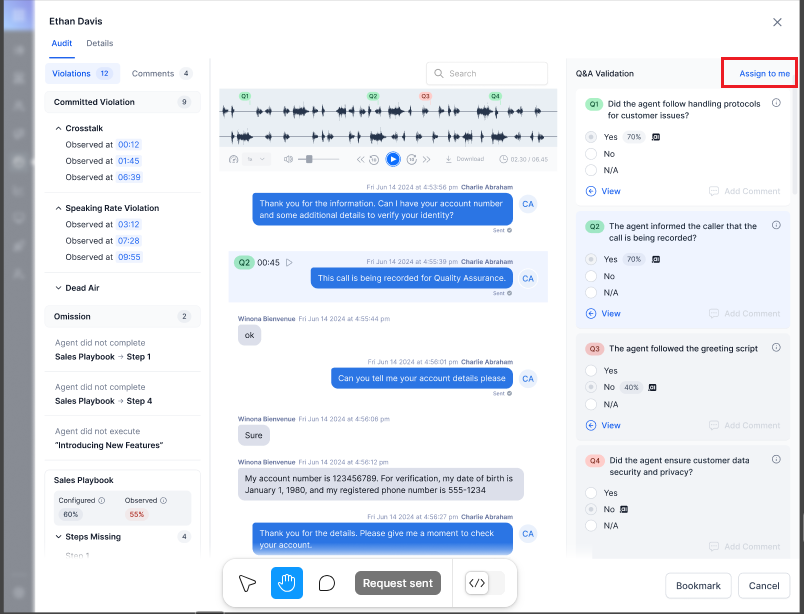 Ethan Davis
Audit
Details
Violations 12
Comments 4
Committed Violation 9
Crosstalk
Observed at 00:12
Observed at 01:45
Observed at 06:39
Speaking Rate Violation
Observed at 03:12
Observed at 07:28
Observed at 09:55
Dead Air
Omission 2
Agent did not complete
Sales Playbook → Step 1
Agent did not complete
Sales Playbook → Step 4
Agent did not execute
"Introducing New Features"
Sales Playbook
Configured
Observed
60%
55%
Steps Missing 4
Step 1
Search
Q1
Q2
Q3
Q4
1x
Download
02.30 / 06.45
Fri Jun 14 2024 at 4:53:56 pm Charlie Abraham
Thank you for the information. Can I have your account number
and some additional details to verify your identity?
CA
Sent
Q2 00:45
Fri Jun 14 2024 at 4:55:39 pm Charlie Abraham
This call is being recorded for Quality Assurance.
CA
Sent
Winona Bienvenue Fri Jun 14 2024 at 4:55:44 pm
ok
Fri Jun 14 2024 at 4:56:01 pm Charlie Abraham
Can you tell me your account details please
CA
Sent
Winona Bienvenue Fri Jun 14 2024 at 4:56:06 pm
Sure
Winona Bienvenue Fri Jun 14 2024 at 4:56:12 pm
My account number is 123456789. For verification, my date of birth is
January 1, 1980, and my registered phone number is 555-1234
Fri Jun 14 2024 at 4:56:27 pm Charlie Abraham
Thank you for the details. Please give me a moment to check
your account.
CA
Request sent
Q&A Validation
Assign to me
Q1 Did the agent follow handling protocols
for customer issues?
Yes 70%
No
N/A
View
Add Comment
Q2 The agent informed the caller that the
call is being recorded?
Yes 70%
No
N/A
View
Add Comment
Q3 The agent followed the greeting script
Yes
No 40%
N/A
View
Add Comment
Q4 Did the agent ensure customer data
security and privacy?
Yes
No
N/A
Add Comment
Bookmark
Cancel